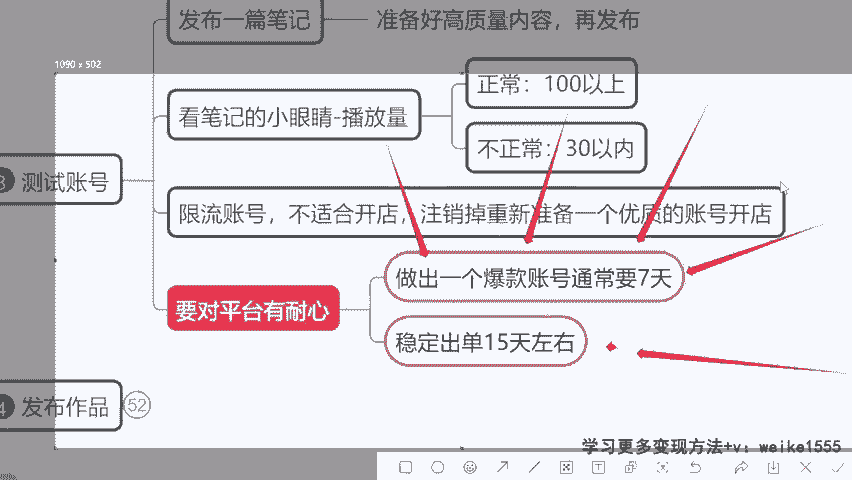 发布一篇笔记
准备好高质量内容，再发布
1090 x 502
看笔记的小眼睛-播放量
正常：100以上
不正常：30以内
3 测试账号
限流账号，不适合开店，注销掉重新准备一个优质的账号开店
要对平台有耐心
做出一个爆款账号通常要7天
稳定出单15天左右
4 发布作品 52
学习更多变现方法+v：weike1555